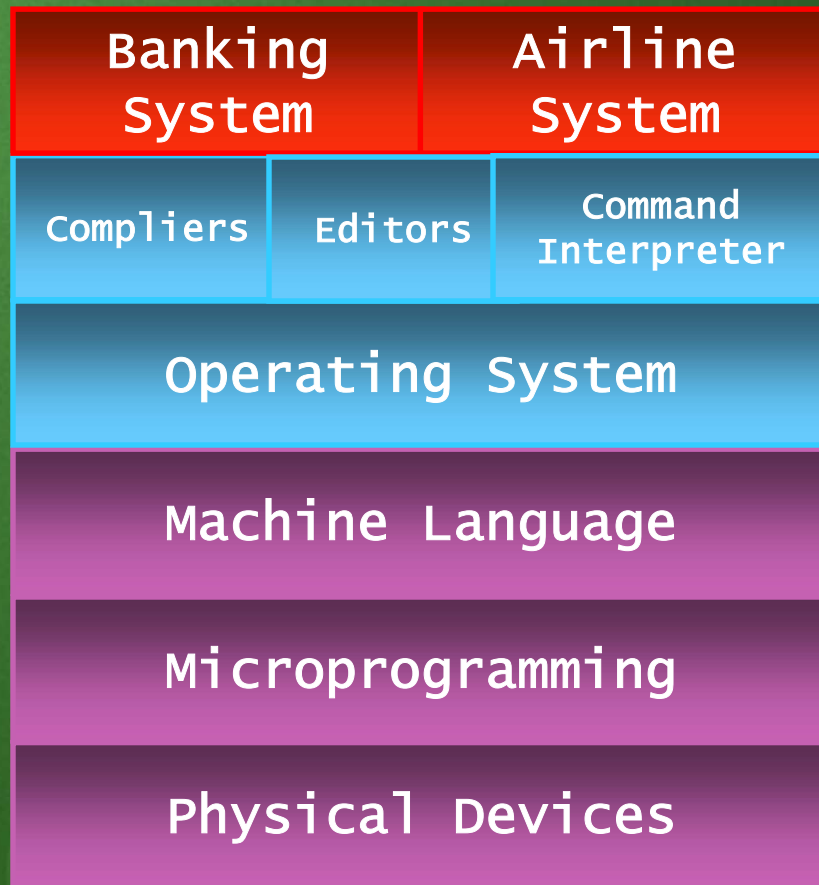 Banking
System
Airline
System
Compliers
Editors
Command
Interpreter
Operating System
Machine Language
Microprogramming
Physical Devices